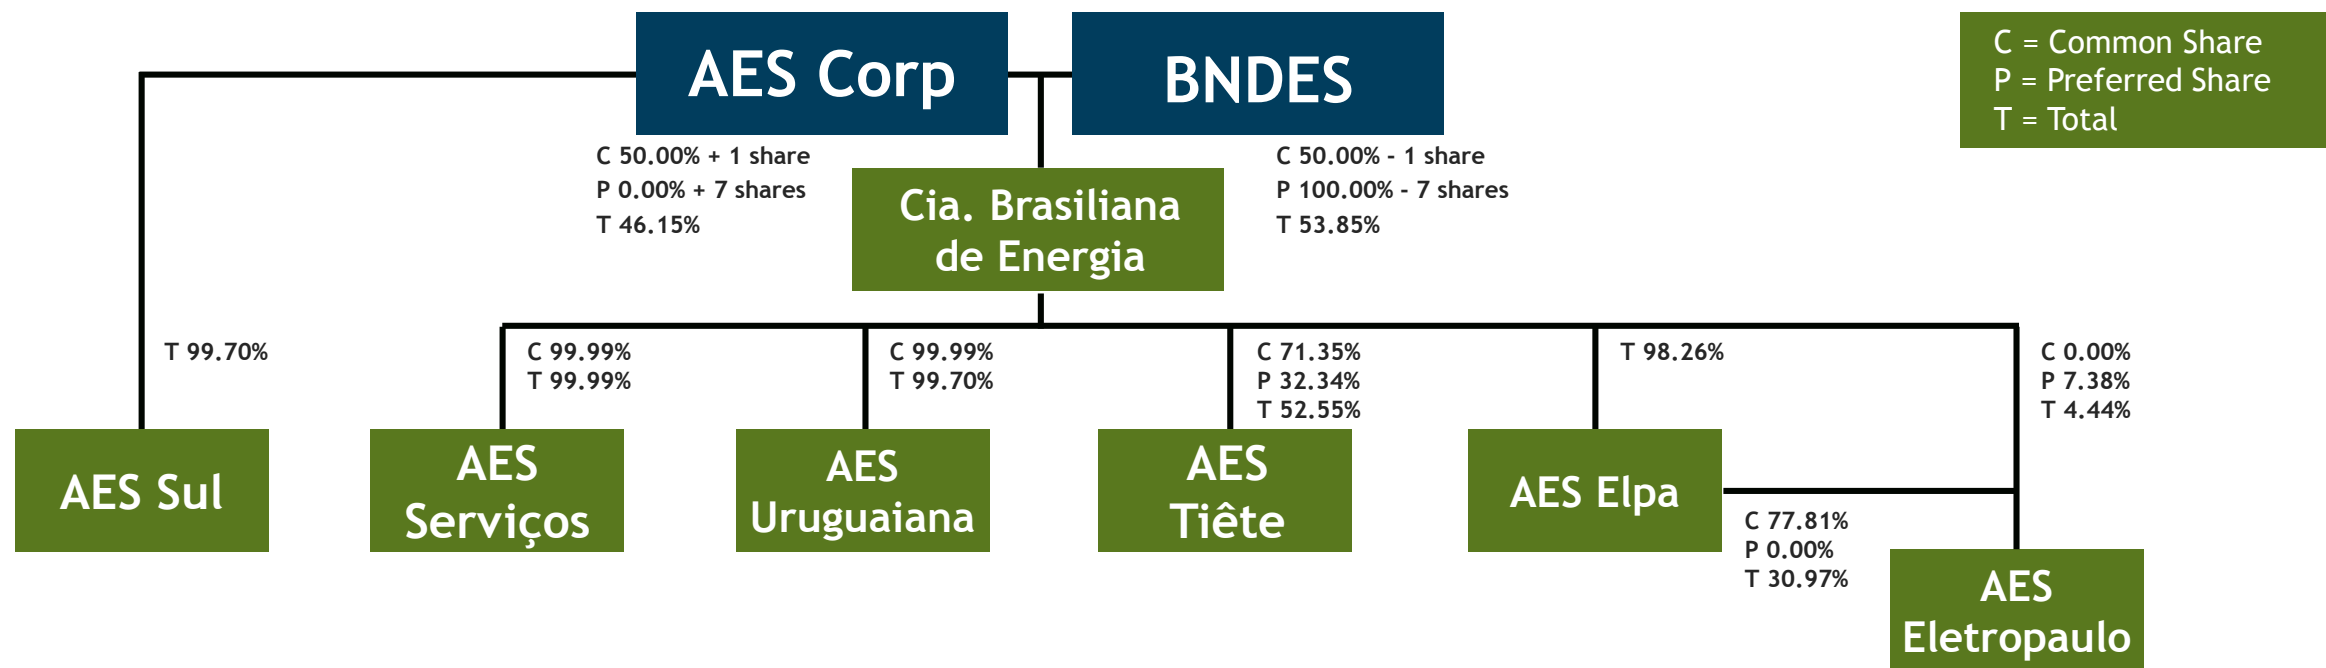 AES Corp
BNDES
C = Common Share
P = Preferred Share
T = Total
C 50.00% + 1 share
P 0.00% + 7 shares
T 46.15%
C 50.00% - 1 share
P 100.00% - 7 shares
T 53.85%
Cia. Brasiliana
de Energia
T 99.70%
C 99.99%
T 99.99%
C 99.99%
T 99.70%
C 71.35%
P 32.34%
T 52.55%
T 98.26%
C 0.00%
P 7.38%
T 4.44%
AES Sul
AES
Serviços
AES
Uruguaiana
AES
Tiête
AES Elpa
C 77.81%
P 0.00%
T 30.97%
AES
Eletropaulo